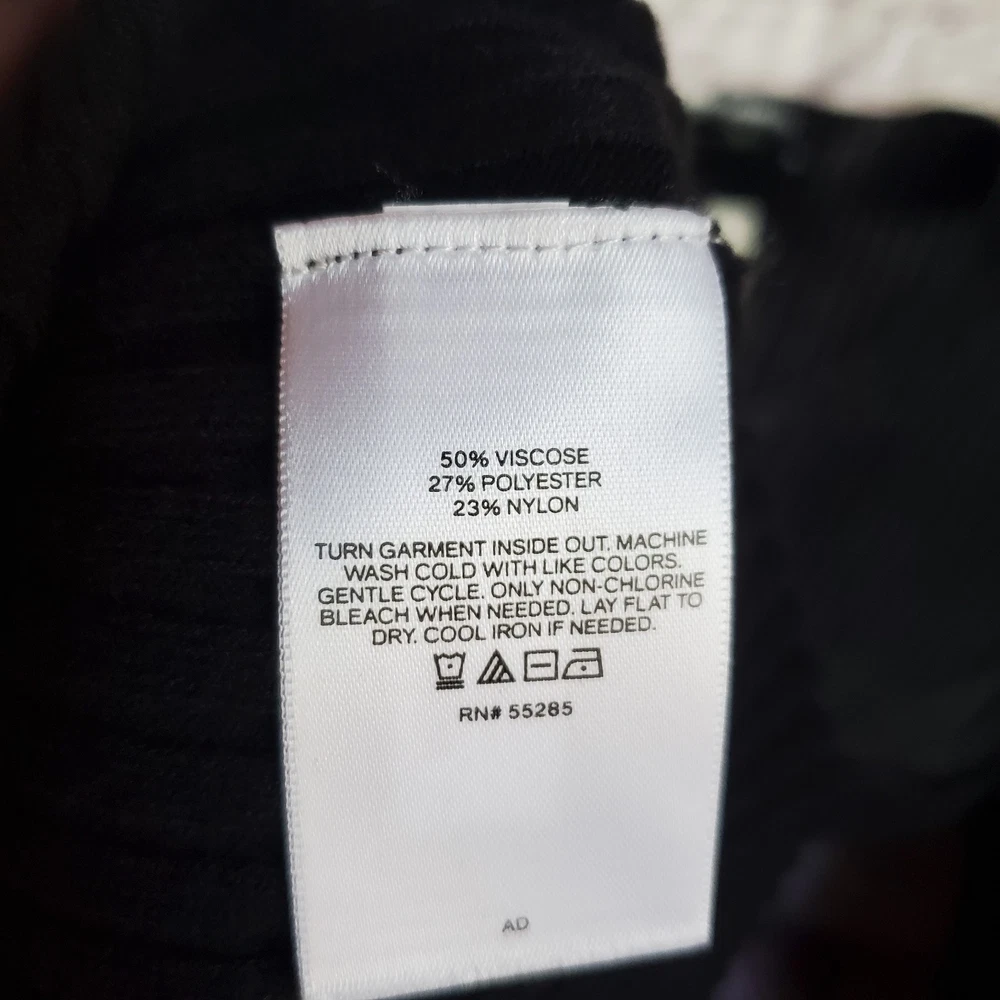 50% VISCOSE
27% POLYESTER
23% NYLON
TURN GARMENT INSIDE OUT. MACHINE
WASH COLD WITH LIKE COLORS.
GENTLE CYCLE. ONLY NON-CHLORINE
BLEACH WHEN NEEDED. LAY FLAT TO
DRY. COOL IRON IF NEEDED.
RN# 55285
AD